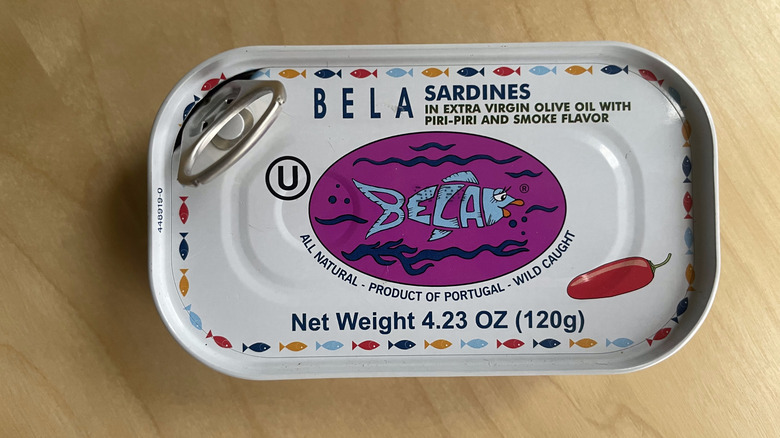 BELA
SARDINES
IN EXTRA VIRGIN OLIVE OIL WITH
PIRI-PIRI AND SMOKE FLAVOR
U
BELA ®
ALL NATURAL - PRODUCT OF PORTUGAL - WILD CAUGHT
Net Weight 4.23 OZ (120g)
448919-0